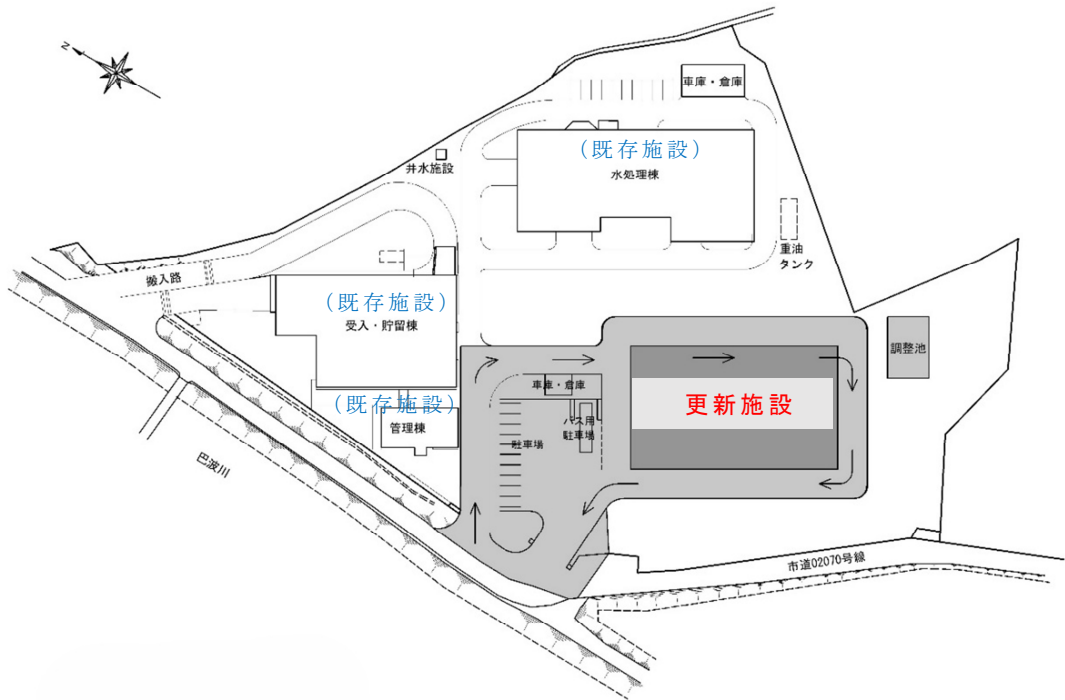 N
車庫・倉庫
(既存施設)
水処理棟
井水施設
重油
タンク
搬入路
(既存施設)
受入・貯留棟
調整池
車庫・倉庫
更新施設
(既存施設)
管理棟
バス用
駐車場
駐車場
巴波川
市道02070号線